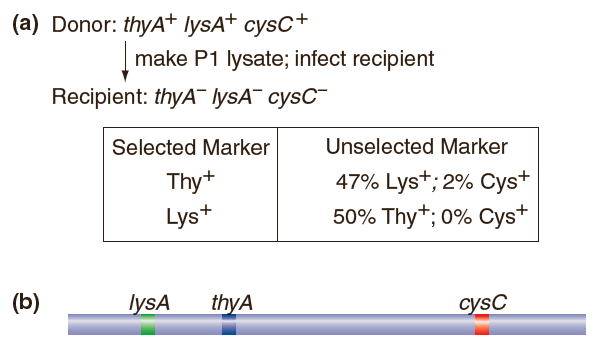 (a) Donor: thyA⁺ lysA⁺ cysC⁺
make P1 lysate; infect recipient
Recipient: thyA⁻ lysA⁻ cysC⁻
Selected Marker Unselected Marker
Thy⁺ 47% Lys⁺; 2% Cys⁺
Lys⁺ 50% Thy⁺; 0% Cys⁺
(b) lysA thyA cysC